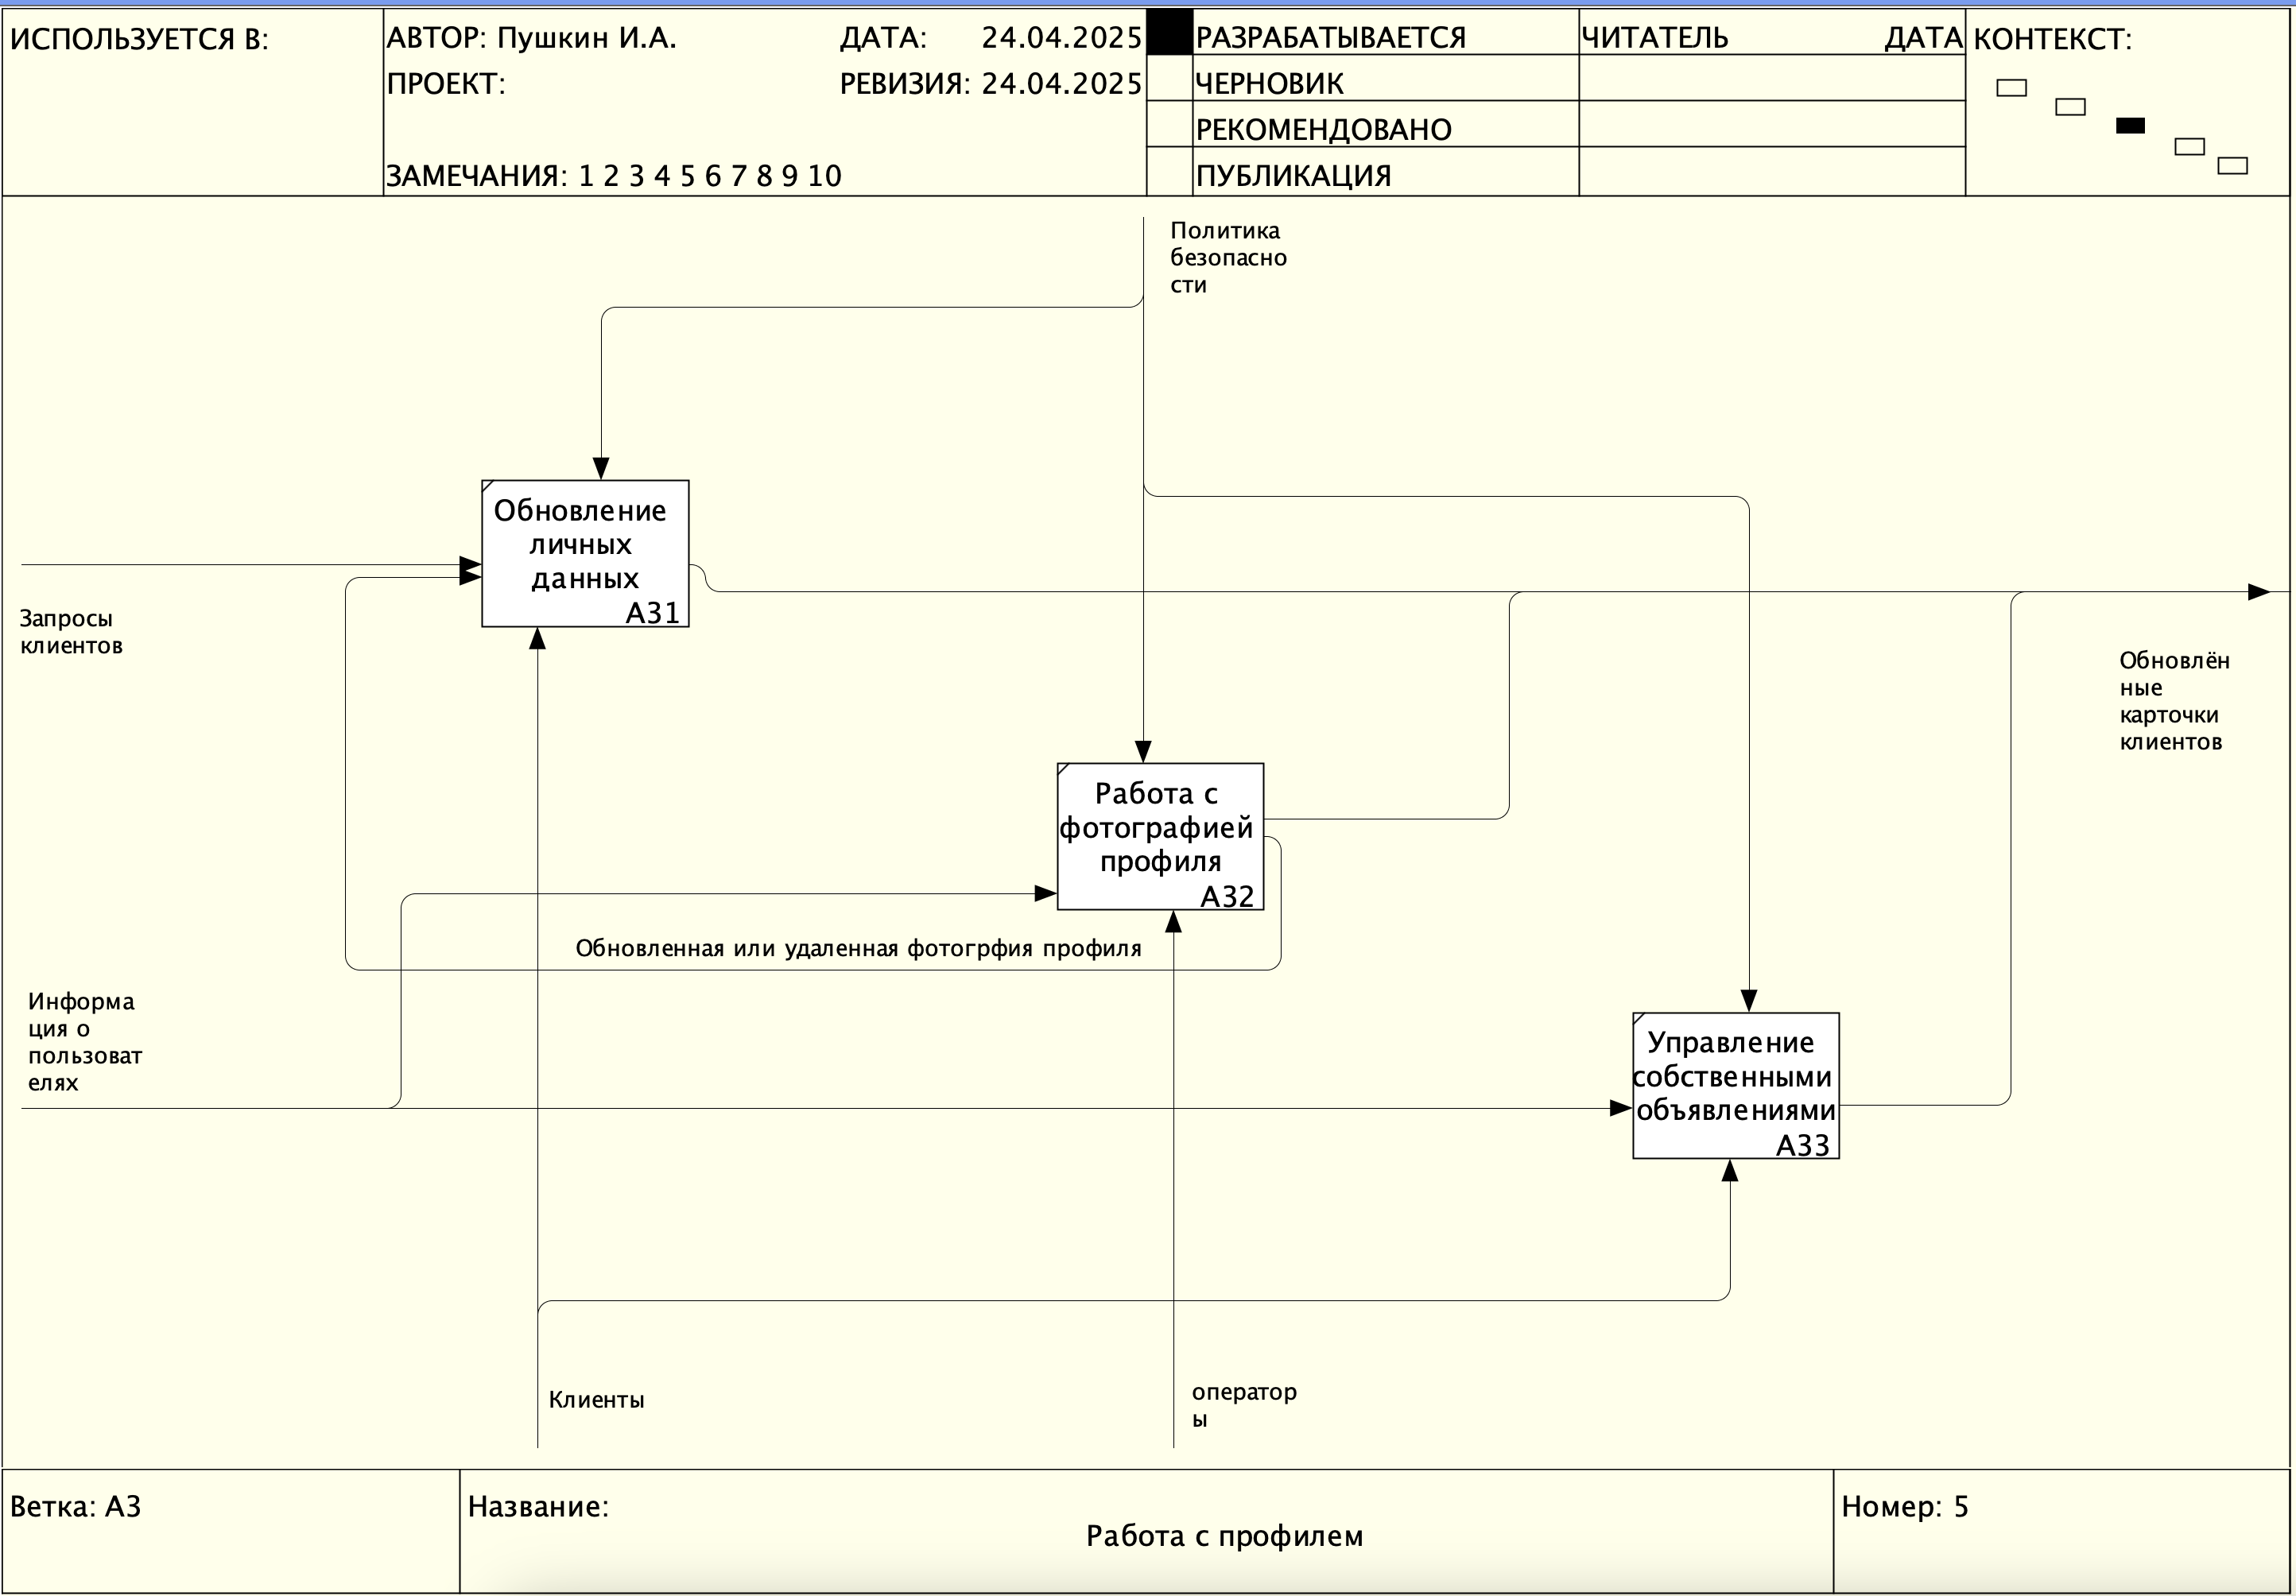 ИСПОЛЬЗУЕТСЯ В:
АВТОР: Пушкин И.А.
ДАТА: 24.04.2025
ПРОЕКТ:
РЕВИЗИЯ: 24.04.2025
ЗАМЕЧАНИЯ: 1 2 3 4 5 6 7 8 9 10
РАЗРАБАТЫВАЕТСЯ
ЧЕРНОВИК
РЕКОМЕНДОВАНО
ПУБЛИКАЦИЯ
ЧИТАТЕЛЬ
ДАТА
КОНТЕКСТ:
Политика
безопасно
сти
Обновление
личных
данных
A31
Запросы
клиентов
Обновлён
ные
карточки
клиентов
Работа с
фотографией
профиля
A32
Обновленная или удаленная фотогрфия профиля
Информа
ция о
пользоват
елях
Управление
собственными
объявлениями
A33
Клиенты
оператор
ы
Ветка: A3
Название:
Работа с профилем
Номер: 5